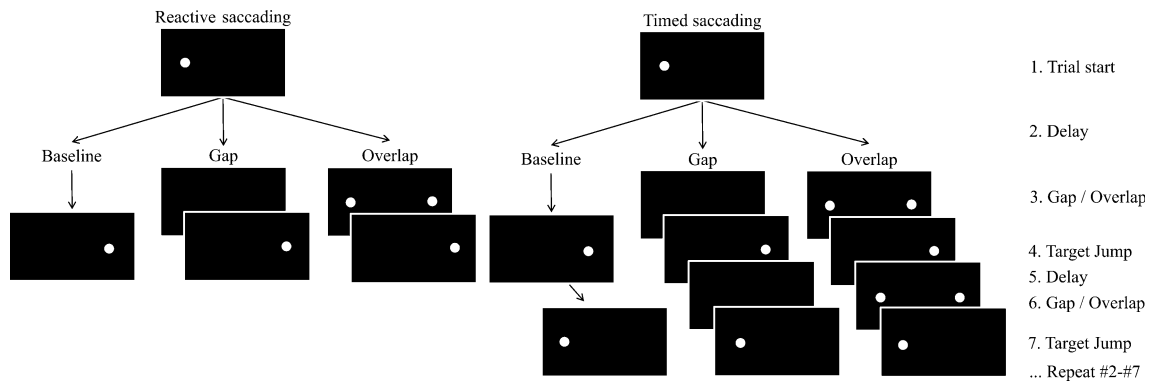 Reactive saccading
Timed saccading
1. Trial start
2. Delay
Baseline
Gap
Overlap
Baseline
Gap
Overlap
3. Gap / Overlap
4. Target Jump
5. Delay
6. Gap / Overlap
7. Target Jump
... Repeat #2-#7